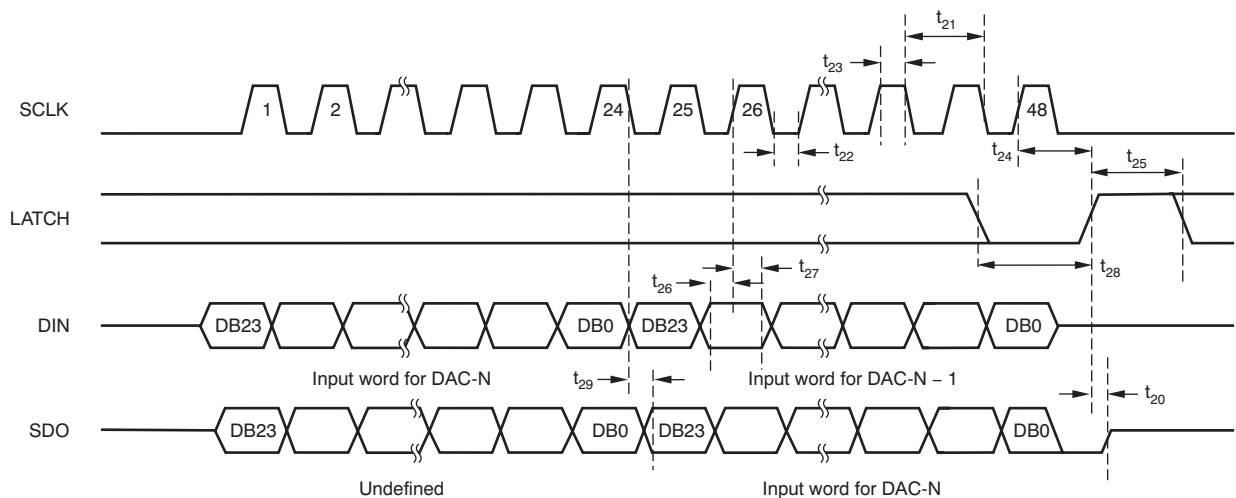 t21
t23
SCLK 1 2 24 25 26 48
t22 t24 t25
LATCH
t26 t27 t28
DIN DB23 DB0 DB23 DB0
Input word for DAC-N Input word for DAC-N – 1
t29 t20
SDO DB23 DB0 DB23 DB0
Undefined Input word for DAC-N